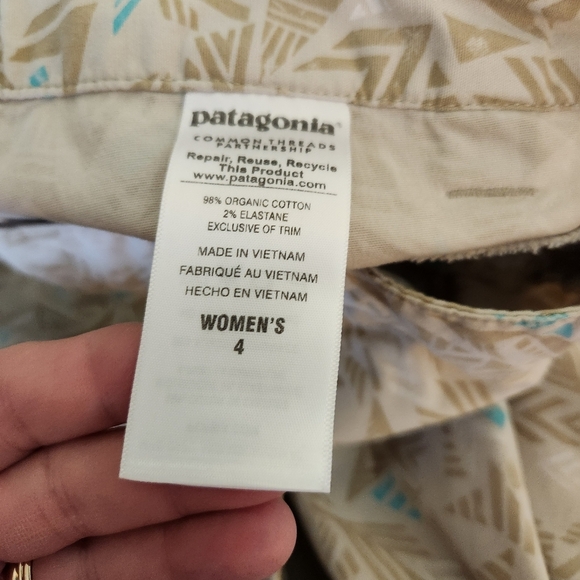 patagonia®
COMMON THREADS
PARTNERSHIP
Repair, Reuse, Recycle
This Product
www.patagonia.com
98% ORGANIC COTTON
2% ELASTANE
EXCLUSIVE OF TRIM
MADE IN VIETNAM
FABRIQUÉ AU VIETNAM
HECHO EN VIETNAM
WOMEN'S
4